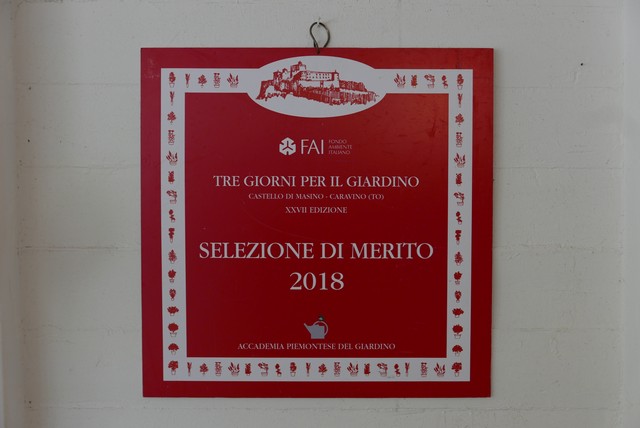 FAI FONDO
AMBIENTE
ITALIANO
TRE GIORNI PER IL GIARDINO
CASTELLO DI MASINO - CARAVINO (TO)
XXVII EDIZIONE
SELEZIONE DI MERITO
2018
ACCADEMIA PIEMONTESE DEL GIARDINO